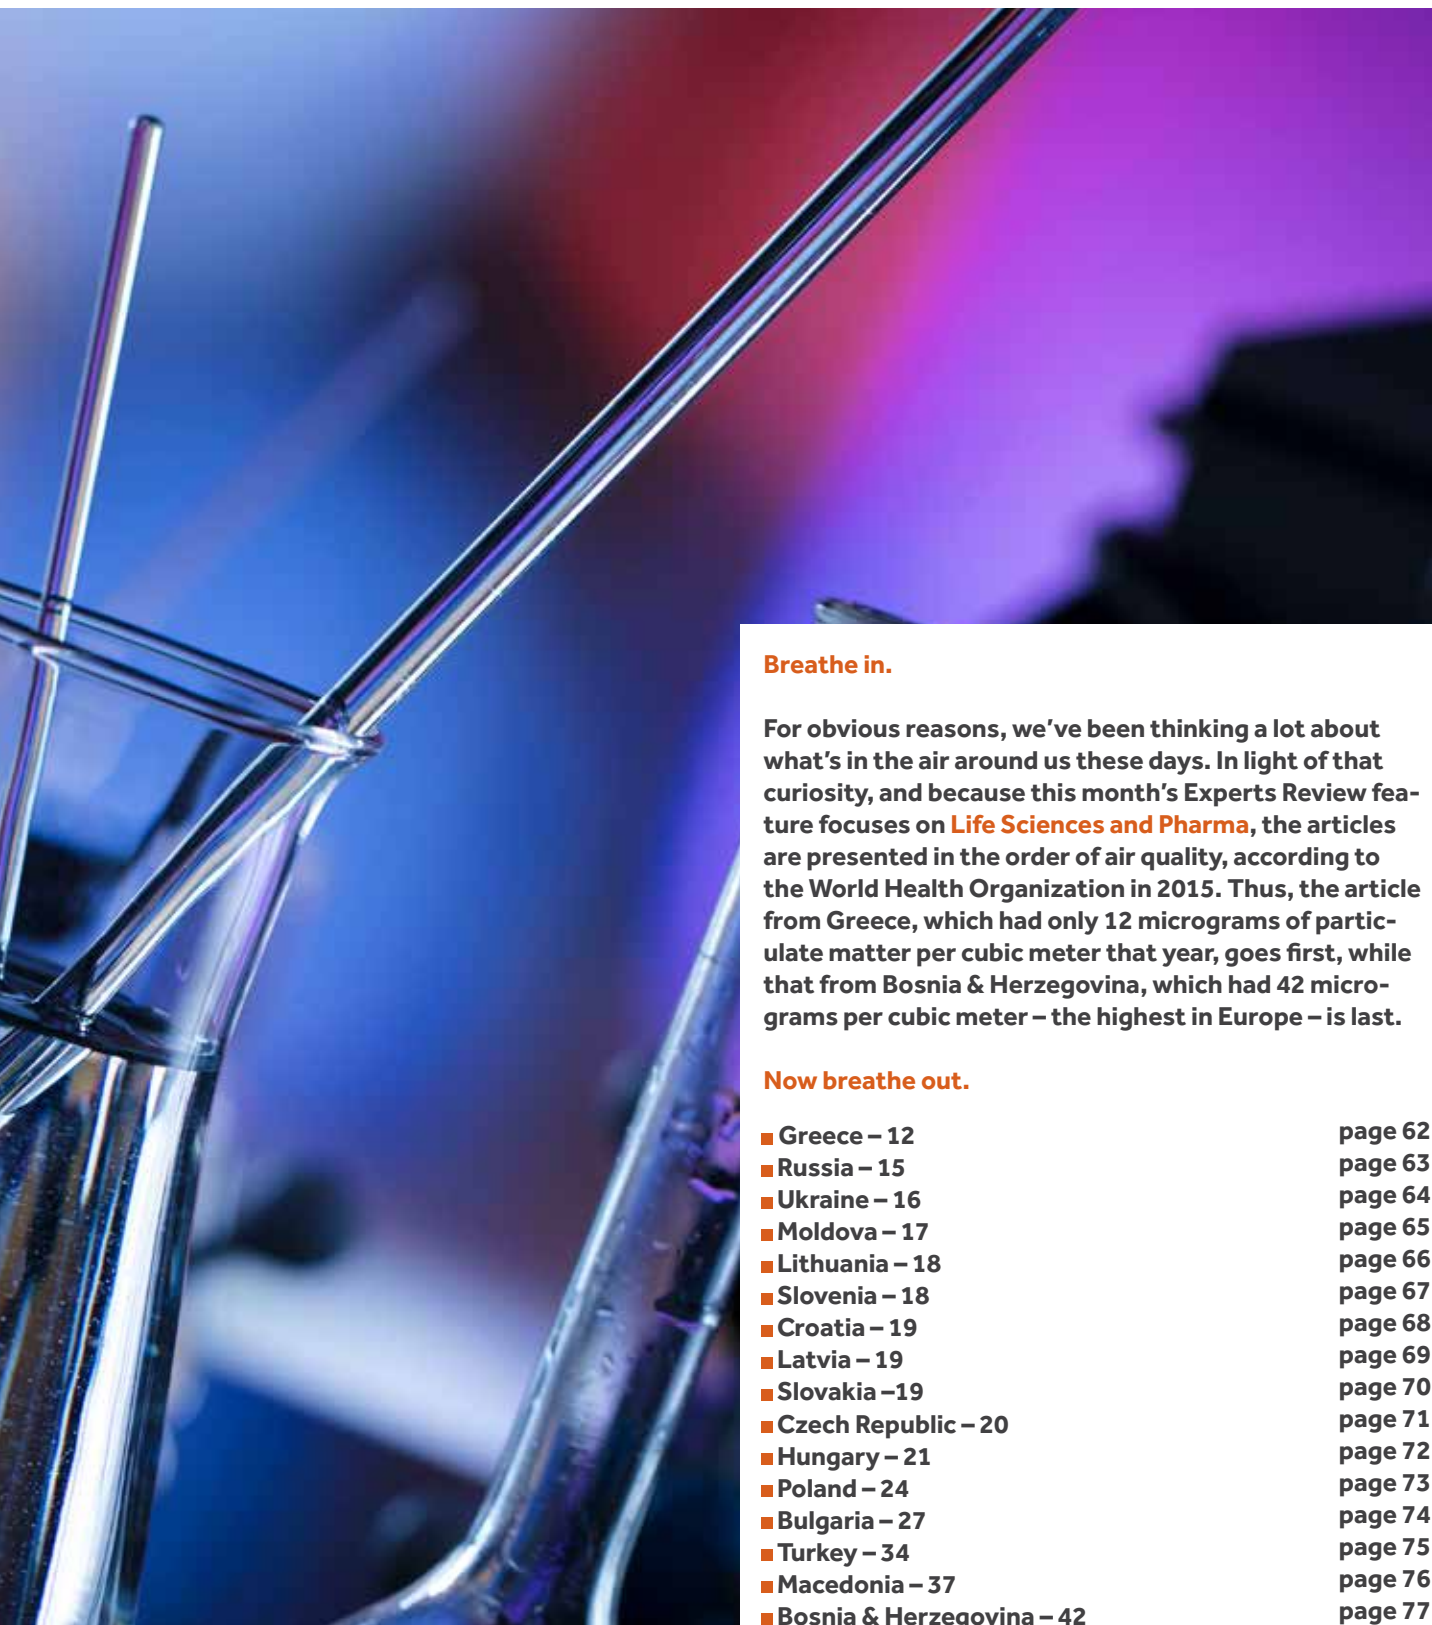 Breathe in.
For obvious reasons, we've been thinking a lot about
what's in the air around us these days. In light of that
curiosity, and because this month's Experts Review fea-
ture focuses on Life Sciences and Pharma, the articles
are presented in the order of air quality, according to
the World Health Organization in 2015. Thus, the article
from Greece, which had only 12 micrograms of partic-
ulate matter per cubic meter that year, goes first, while
that from Bosnia & Herzegovina, which had 42 micro-
grams per cubic meter – the highest in Europe – is last.
Now breathe out.
Greece – 12 page 62
Russia – 15 page 63
Ukraine – 16 page 64
Moldova – 17 page 65
Lithuania – 18 page 66
Slovenia – 18 page 67
Croatia – 19 page 68
Latvia – 19 page 69
Slovakia –19 page 70
Czech Republic – 20 page 71
Hungary – 21 page 72
Poland – 24 page 73
Bulgaria – 27 page 74
Turkey – 34 page 75
Macedonia – 37 page 76
Bosnia & Herzegovina – 42 page 77